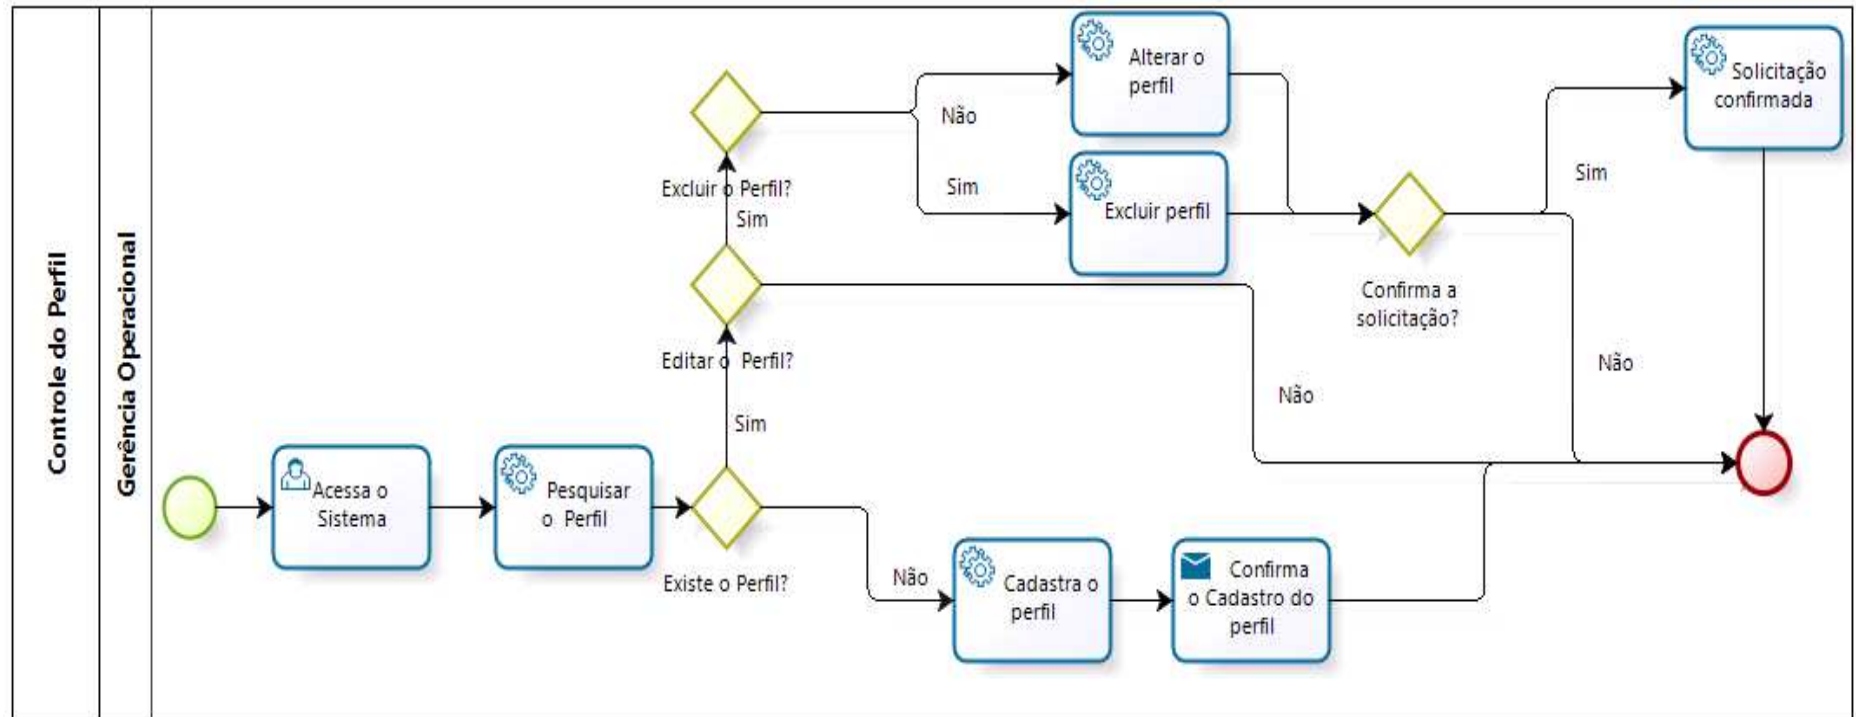 Controle do Perfil
Gerência Operacional
Acessa o
Sistema
Pesquisar
o Perfil
Existe o Perfil?
Sim
Editar o Perfil?
Sim
Excluir o Perfil?
Não
Sim
Alterar o
perfil
Excluir perfil
Confirma a
solicitação?
Sim
Não
Solicitação
confirmada
Não
Não
Cadastra o
perfil
Confirma
o Cadastro do
perfil